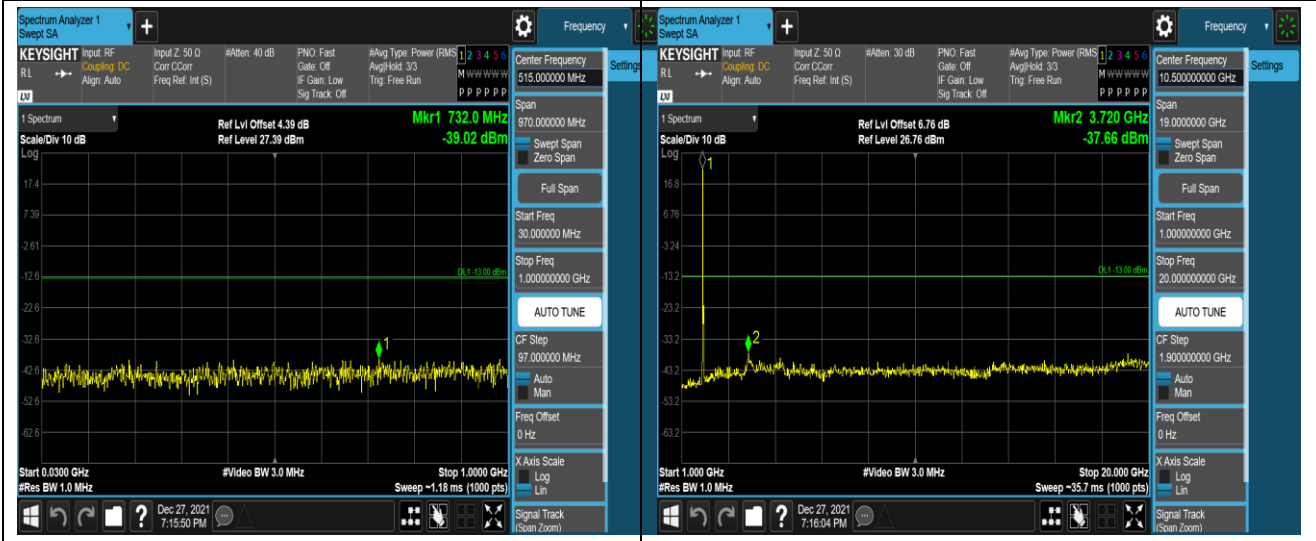 Spectrum Analyzer 1
Swept SA
+
Frequency
KEYSIGHT
Input: RF
Coupling: DC
Align: Auto
Input Z: 50 Ω
Corr CCorr
Freq Ref: Int (S)
#Atten: 40 dB
PNO: Fast
Gate: Off
IF Gain: Low
Sig Track: Off
#Avg Type: Power (RMS
Avg|Hold: 3/3
Trig: Free Run
1 2 3 4 5 6
M W W W W W
P P P P P P
RL
Settings
1 Spectrum
Scale/Div 10 dB
Log
Ref Lvl Offset 4.39 dB
Ref Level 27.39 dBm
Mkr1 732.0 MHz
-39.02 dBm
17.4
7.39
-2.61
-12.6
-22.6
-32.6
-42.6
-52.6
-62.6
DL1 -13.00 dBm
1
Start 0.0300 GHz
#Res BW 1.0 MHz
#Video BW 3.0 MHz
Stop 1.0000 GHz
Sweep ~1.18 ms (1000 pts)
Center Frequency
515.000000 MHz
Span
970.000000 MHz
Swept Span
Zero Span
Full Span
Start Freq
30.000000 MHz
Stop Freq
1.000000000 GHz
AUTO TUNE
CF Step
97.000000 MHz
Auto
Man
Freq Offset
0 Hz
X Axis Scale
Log
Lin
Signal Track
(Span Zoom)
?
Dec 27, 2021
7:15:50 PM
Spectrum Analyzer 1
Swept SA
+
Frequency
KEYSIGHT
Input: RF
Coupling: DC
Align: Auto
Input Z: 50 Ω
Corr CCorr
Freq Ref: Int (S)
#Atten: 30 dB
PNO: Fast
Gate: Off
IF Gain: Low
Sig Track: Off
#Avg Type: Power (RMS
Avg|Hold: 3/3
Trig: Free Run
1 2 3 4 5 6
M W W W W W
P P P P P P
RL
Settings
1 Spectrum
Scale/Div 10 dB
Log
Ref Lvl Offset 6.76 dB
Ref Level 26.76 dBm
Mkr2 3.720 GHz
-37.66 dBm
16.8
6.76
-3.24
-13.2
-23.2
-33.2
-43.2
-53.2
-63.2
DL1 -13.00 dBm
1
2
Start 1.000 GHz
#Res BW 1.0 MHz
#Video BW 3.0 MHz
Stop 20.000 GHz
Sweep ~35.7 ms (1000 pts)
Center Frequency
10.500000000 GHz
Span
19.0000000 GHz
Swept Span
Zero Span
Full Span
Start Freq
1.000000000 GHz
Stop Freq
20.000000000 GHz
AUTO TUNE
CF Step
1.900000000 GHz
Auto
Man
Freq Offset
0 Hz
X Axis Scale
Log
Lin
Signal Track
(Span Zoom)
?
Dec 27, 2021
7:16:04 PM